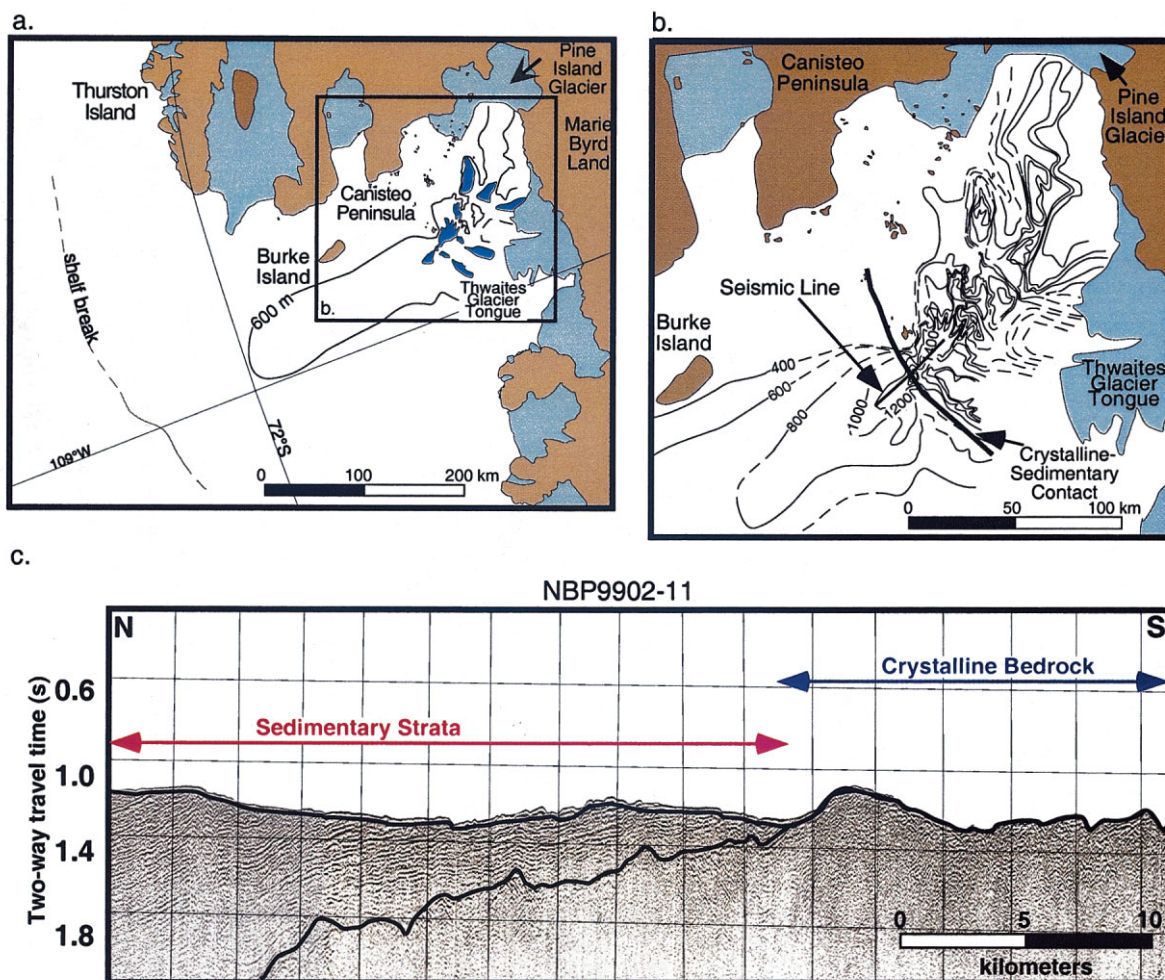 a.
Thurston
Island
Pine
Island
Glacier
Marie
Byrd
Land
Canisteo
Peninsula
Burke
Island
600 m
shelf break
Thwaites
Glacier
Tongue
b.
109°W
72°S
0 100 200 km
b.
Canisteo
Peninsula
Pine
Island
Glacier
Seismic Line
Burke
Island
400
600
800
1000
1200
Thwaites
Glacier
Tongue
Crystalline-
Sedimentary
Contact
0 50 100 km
c.
NBP9902-11
N S
Crystalline Bedrock
Sedimentary Strata
Two-way travel time (s)
0.6
1.0
1.4
1.8
0 5 10
kilometers